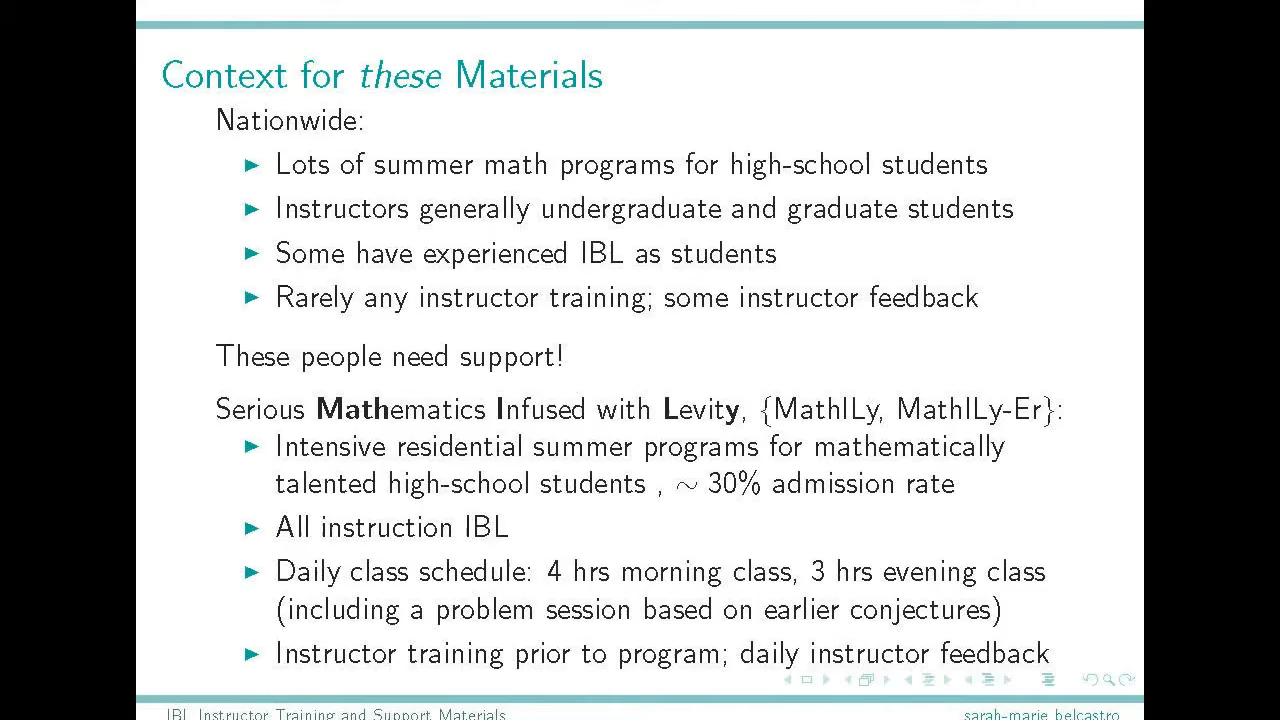 Context for these Materials
Nationwide:
Lots of summer math programs for high-school students
Instructors generally undergraduate and graduate students
Some have experienced IBL as students
Rarely any instructor training; some instructor feedback
These people need support!
Serious Mathematics Infused with Levity, {MathILy, MathILy-Er}:
Intensive residential summer programs for mathematically
talented high-school students , ~ 30% admission rate
All instruction IBL
Daily class schedule: 4 hrs morning class, 3 hrs evening class
(including a problem session based on earlier conjectures)
Instructor training prior to program; daily instructor feedback
IBL Instructor Training and Support Materials
sarah-marie belcastro